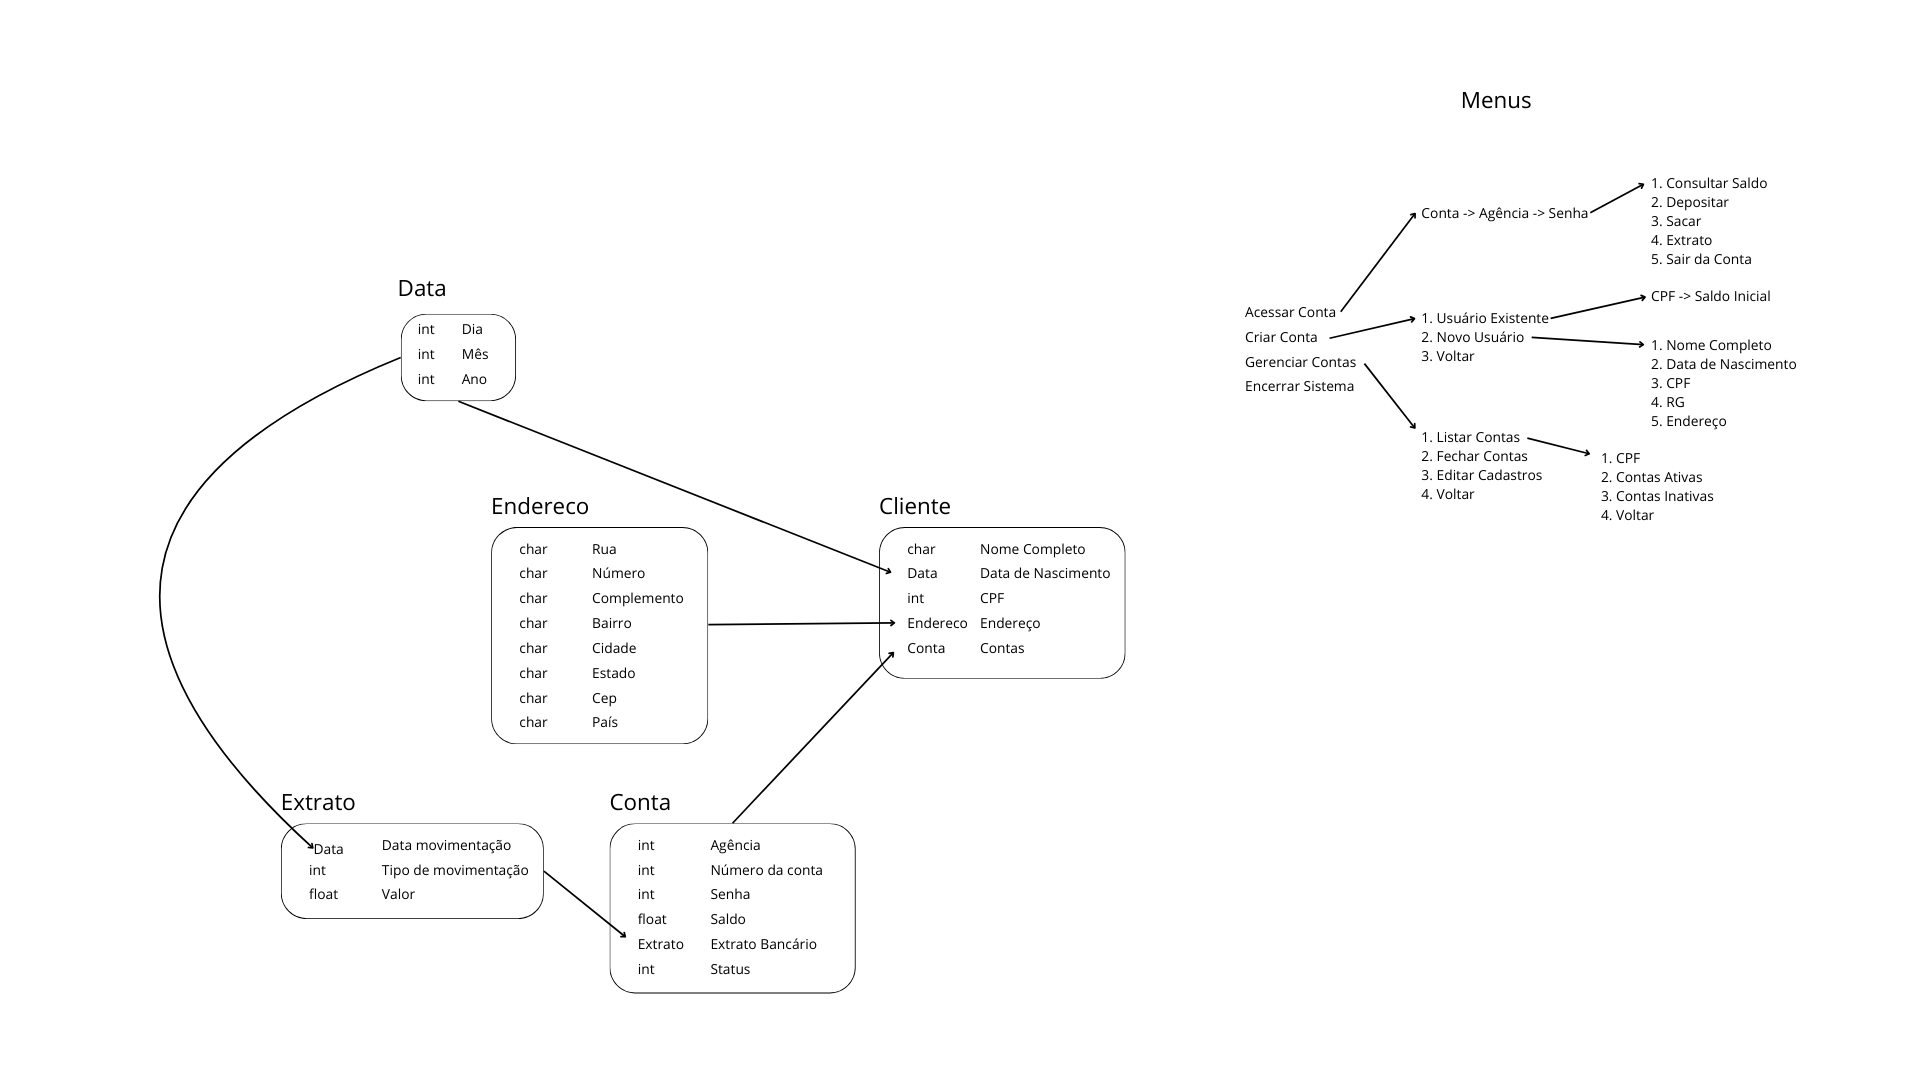 Menus
Acessar Conta
Criar Conta
Gerenciar Contas
Encerrar Sistema
Conta -> Agência -> Senha
1. Consultar Saldo
2. Depositar
3. Sacar
4. Extrato
5. Sair da Conta
1. Usuário Existente
2. Novo Usuário
3. Voltar
CPF -> Saldo Inicial
1. Nome Completo
2. Data de Nascimento
3. CPF
4. RG
5. Endereço
1. Listar Contas
2. Fechar Contas
3. Editar Cadastros
4. Voltar
1. CPF
2. Contas Ativas
3. Contas Inativas
4. Voltar
Data
int Dia
int Mês
int Ano
Endereco
char Rua
char Número
char Complemento
char Bairro
char Cidade
char Estado
char Cep
char País
Cliente
char Nome Completo
Data Data de Nascimento
int CPF
Endereco Endereço
Conta Contas
Extrato
Data Data movimentação
int Tipo de movimentação
float Valor
Conta
int Agência
int Número da conta
int Senha
float Saldo
Extrato Extrato Bancário
int Status